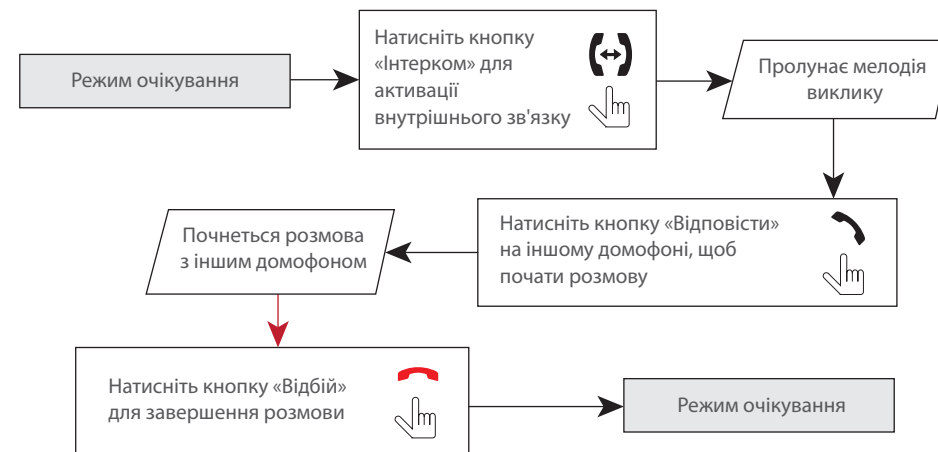 Режим очікування
Натисніть кнопку
«Інтерком» для
активації
внутрішнього зв'язку
Пролунає мелодія
виклику
Натисніть кнопку «Відповісти»
на іншому домофоні, щоб
почати розмову
Почнеться розмова
з іншим домофоном
Натисніть кнопку «Відбій»
для завершення розмови
Режим очікування